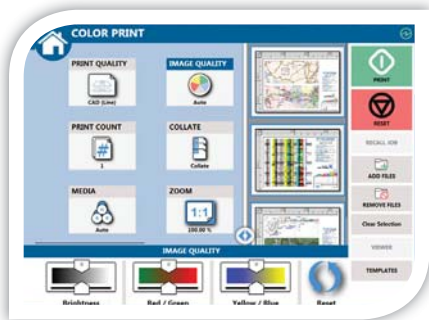 COLOR PRINT
PRINT QUALITY
CAD (Line)
IMAGE QUALITY
Auto
PRINT COUNT
#
1
COLLATE
Collate
MEDIA
Auto
ZOOM
1:1
100.00 %
PRINT
RESET
RECALL JOB
ADD FILES
REMOVE FILES
Clear Selection
VIEWER
TEMPLATES
IMAGE QUALITY
Brightness
Red / Green
Yellow / Blue
Reset